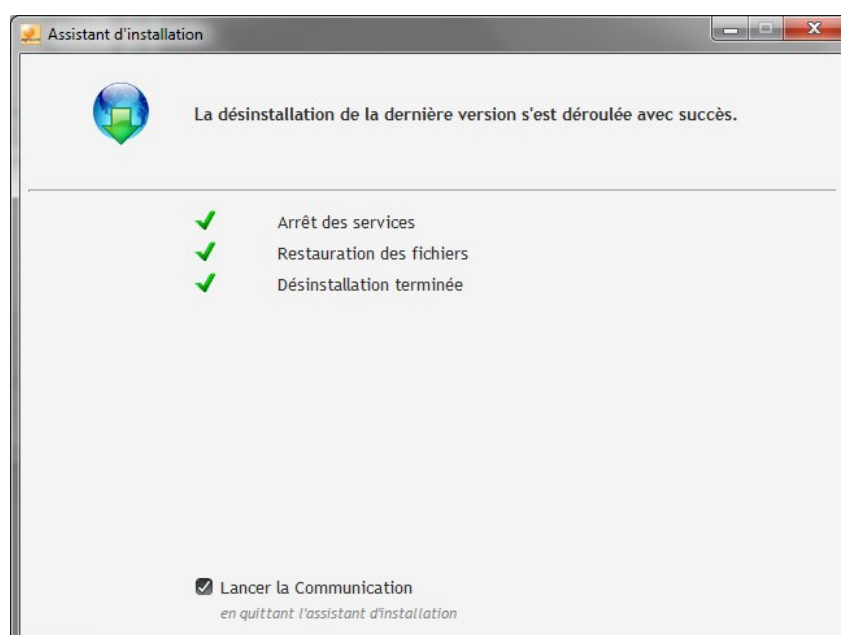 Assistant d'installation
La désinstallation de la dernière version s'est déroulée avec succès.
Arrêt des services
Restauration des fichiers
Désinstallation terminée
Lancer la Communication
en quittant l'assistant d'installation